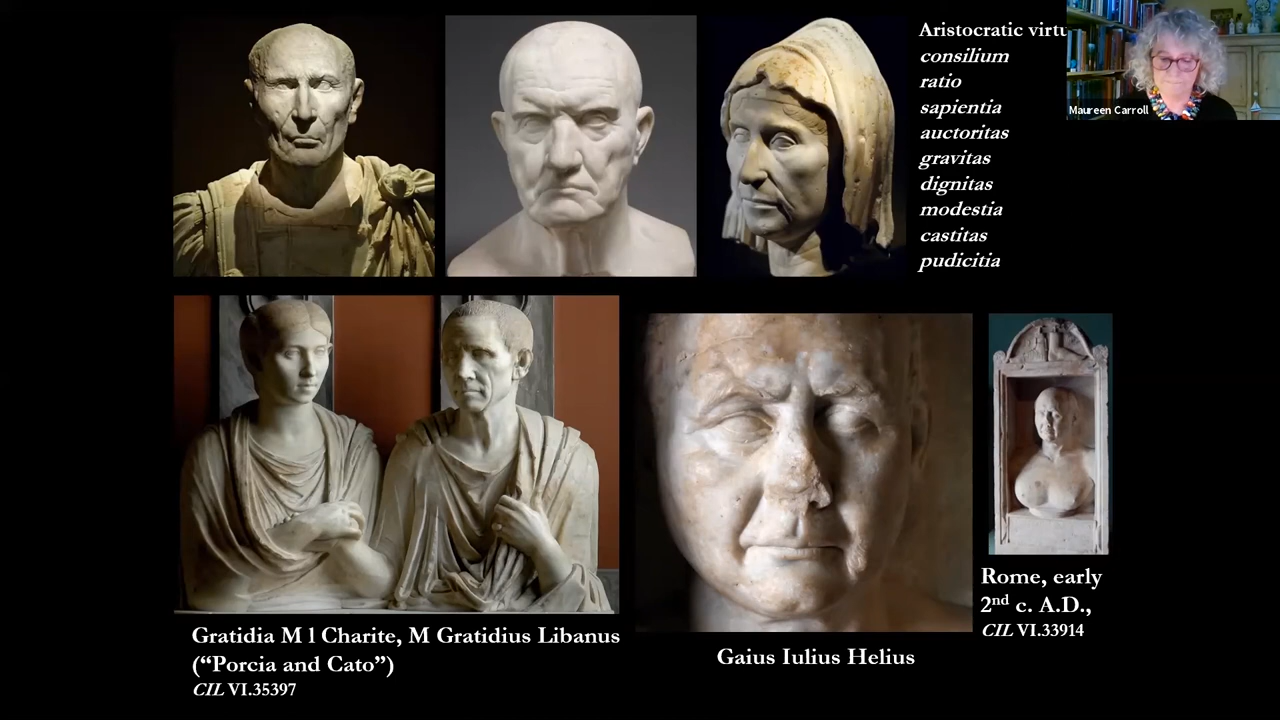 Aristocratic virtu
consilium
ratio
sapientia
auctoritas
gravitas
dignitas
modestia
castitas
pudicitia
Maureen Carroll
Gratidia M l Charite, M Gratidius Libanus
(“Porcia and Cato”)
CIL VI.35397
Gaius Iulius Helius
Rome, early
2nd c. A.D.,
CIL VI.33914